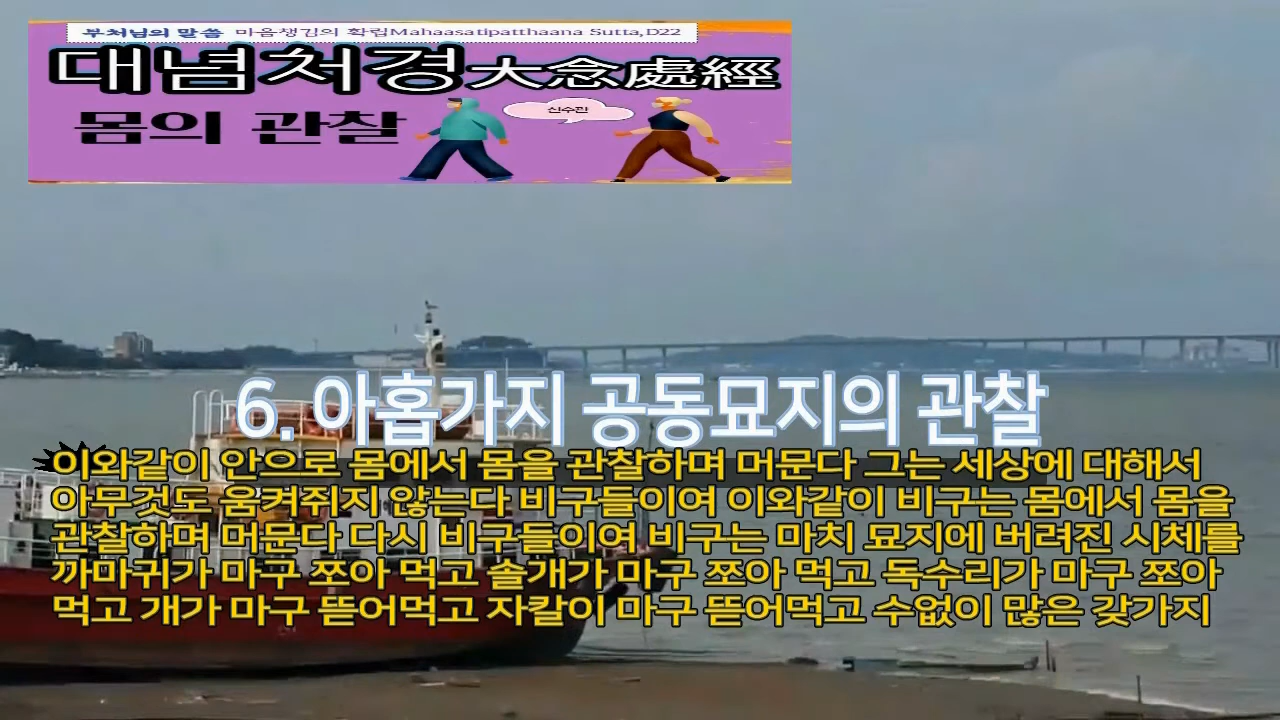 부처님의 말씀 마음챙김의 확립Mahaasatipatthaana Sutta,D22
대념처경大念處經
몸의 관찰
신수관
6. 아홉가지 공동묘지의 관찰
이와같이 안으로 몸에서 몸을 관찰하며 머문다 그는 세상에 대해서
아무것도 움켜쥐지 않는다 비구들이여 이와같이 비구는 몸에서 몸을
관찰하며 머문다 다시 비구들이여 비구는 마치 묘지에 버려진 시체를
까마귀가 마구 쪼아 먹고 솔개가 마구 쪼아 먹고 독수리가 마구 쪼아
먹고 개가 마구 뜯어먹고 자칼이 마구 뜯어먹고 수없이 많은 갖가지